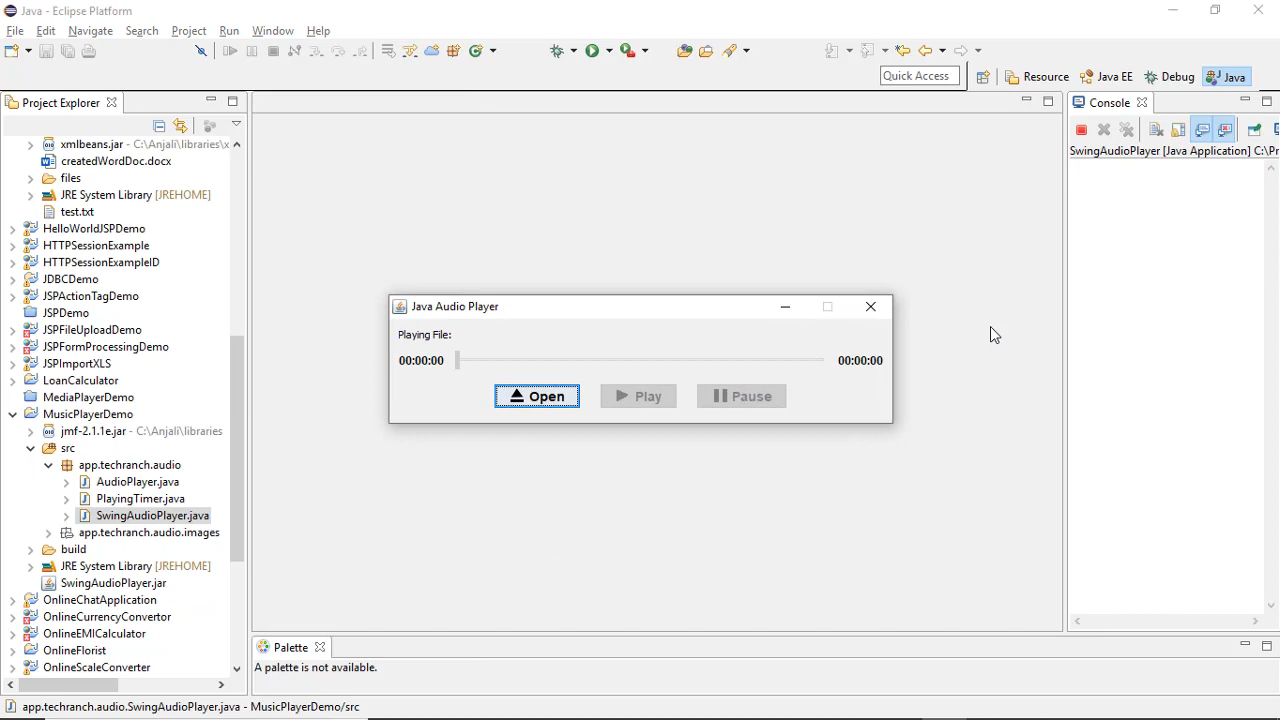 Java - Eclipse Platform
File Edit Navigate Search Project Run Window Help
Quick Access
Resource Java EE Debug Java
Project Explorer
xmlbeans.jar - C:\Anjali\libraries\x
createdWordDoc.docx
files
JRE System Library [JREHOME]
test.txt
HelloWorldJSPDemo
HTTPSessionExample
HTTPSessionExampleID
JDBCDemo
JSPActionTagDemo
JSPDemo
JSPFileUploadDemo
JSPFormProcessingDemo
JSPImportXLS
LoanCalculator
MediaPlayerDemo
MusicPlayerDemo
jmf-2.1.1e.jar - C:\Anjali\libraries
src
app.techranch.audio
AudioPlayer.java
PlayingTimer.java
SwingAudioPlayer.java
app.techranch.audio.images
build
JRE System Library [JREHOME]
SwingAudioPlayer.jar
OnlineChatApplication
OnlineCurrencyConvertor
OnlineEMICalculator
OnlineFlorist
OnlineScaleConverter
Java Audio Player
Playing File:
00:00:00 00:00:00
Open Play Pause
Console
SwingAudioPlayer [Java Application] C:\Pr
Palette
A palette is not available.
app.techranch.audio.SwingAudioPlayer.java - MusicPlayerDemo/src